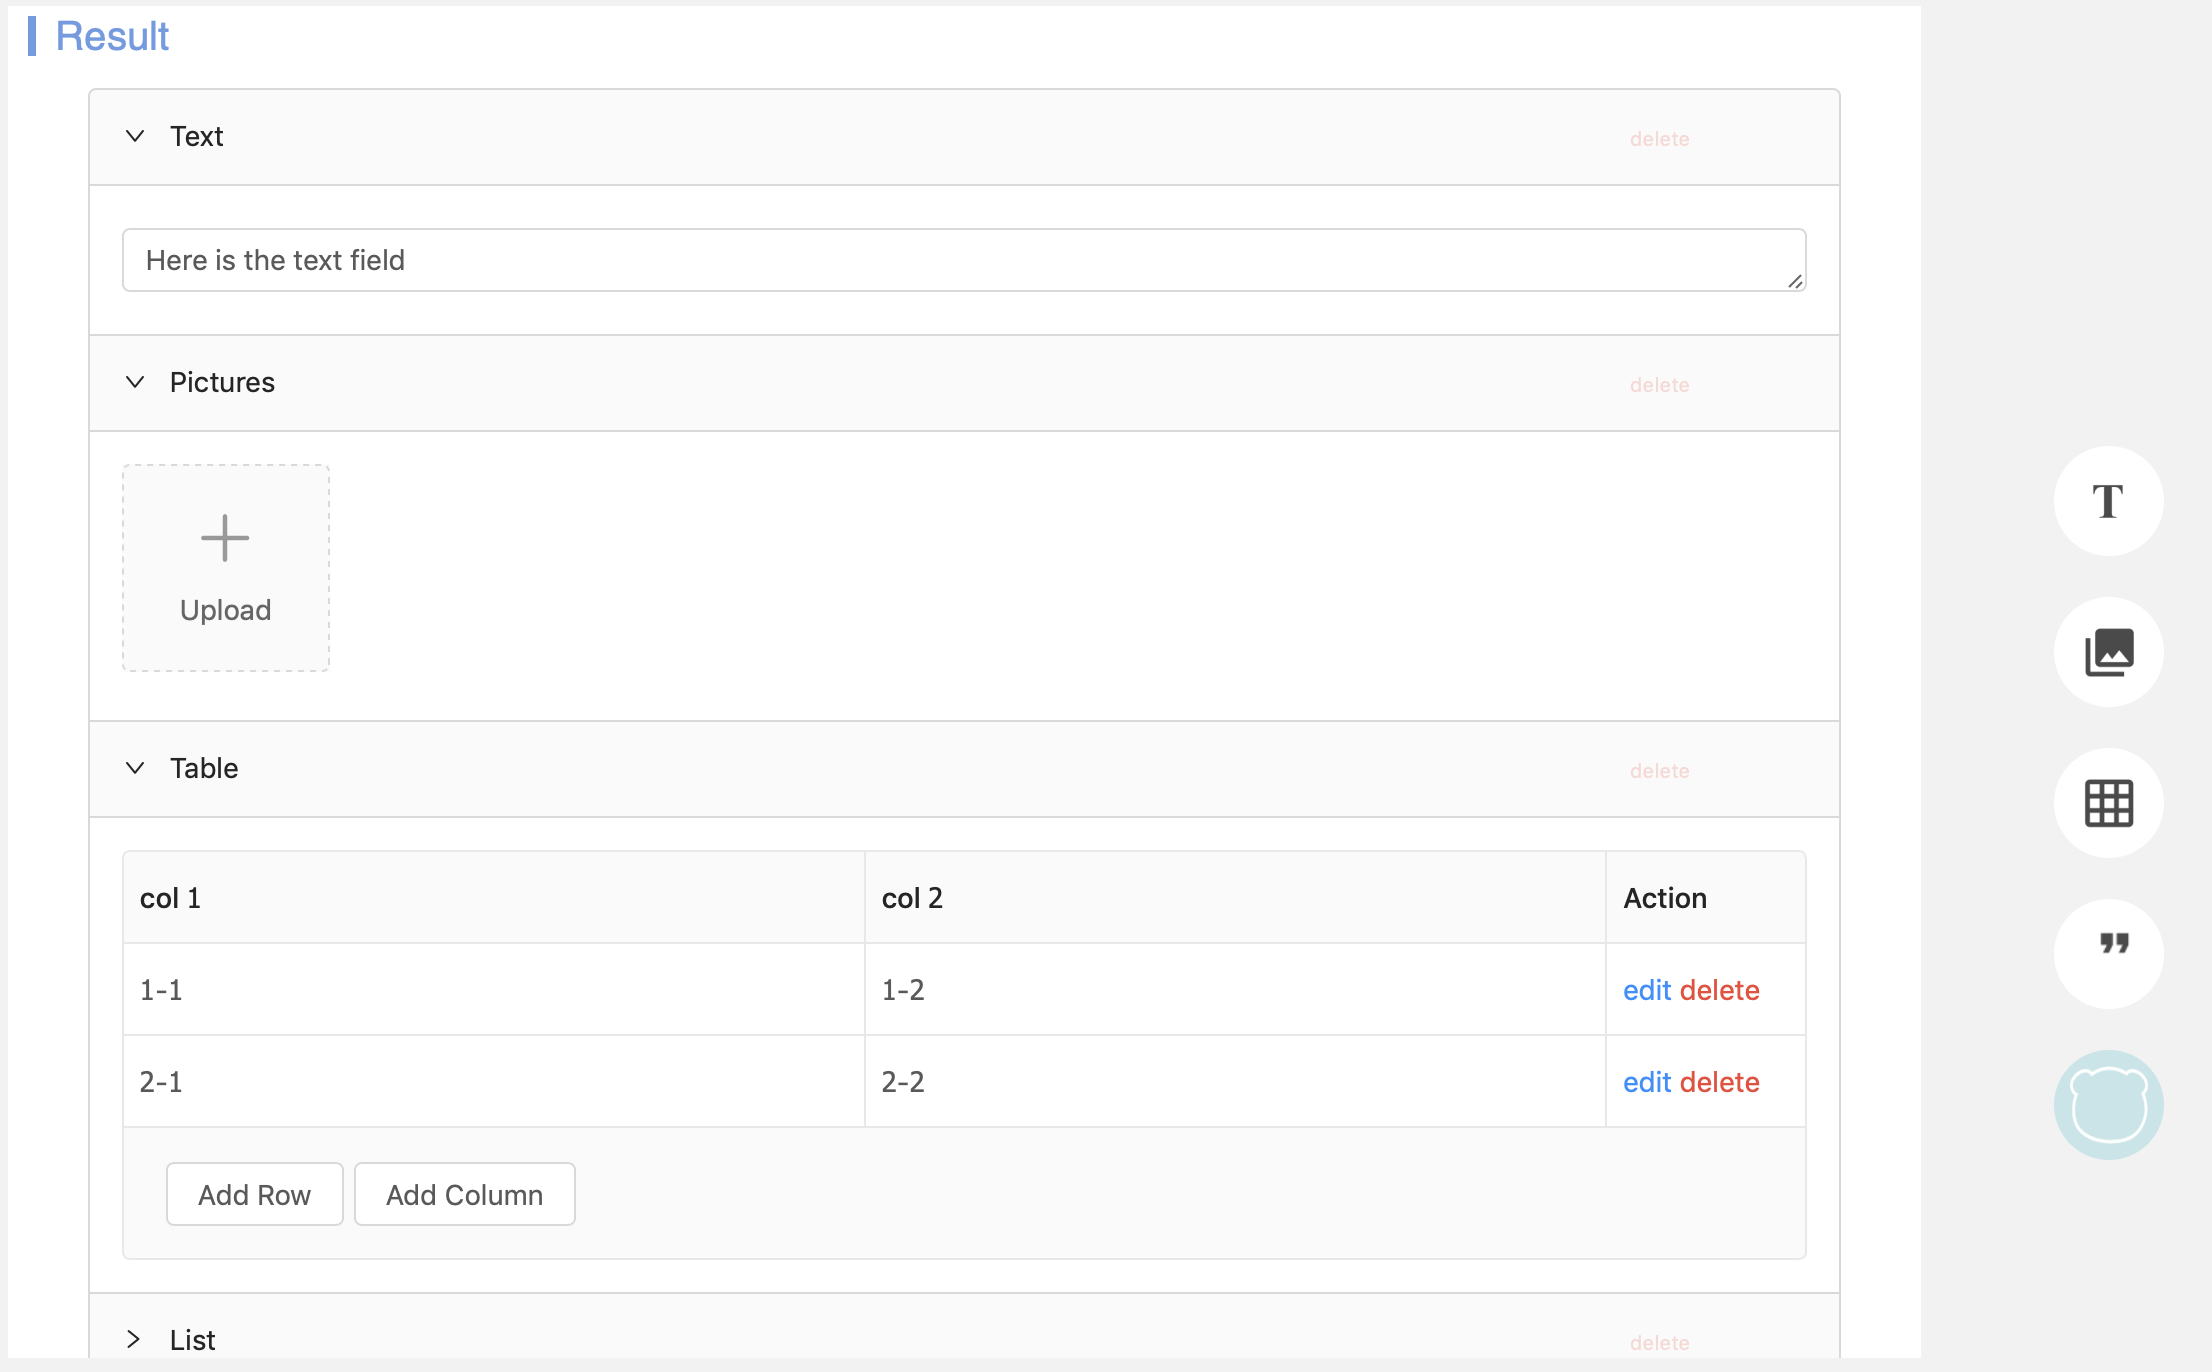 Result
Text delete
Here is the text field
Pictures delete
Upload
Table delete
col 1 col 2 Action
1-1 1-2 edit delete
2-1 2-2 edit delete
Add Row Add Column
List delete
T
"